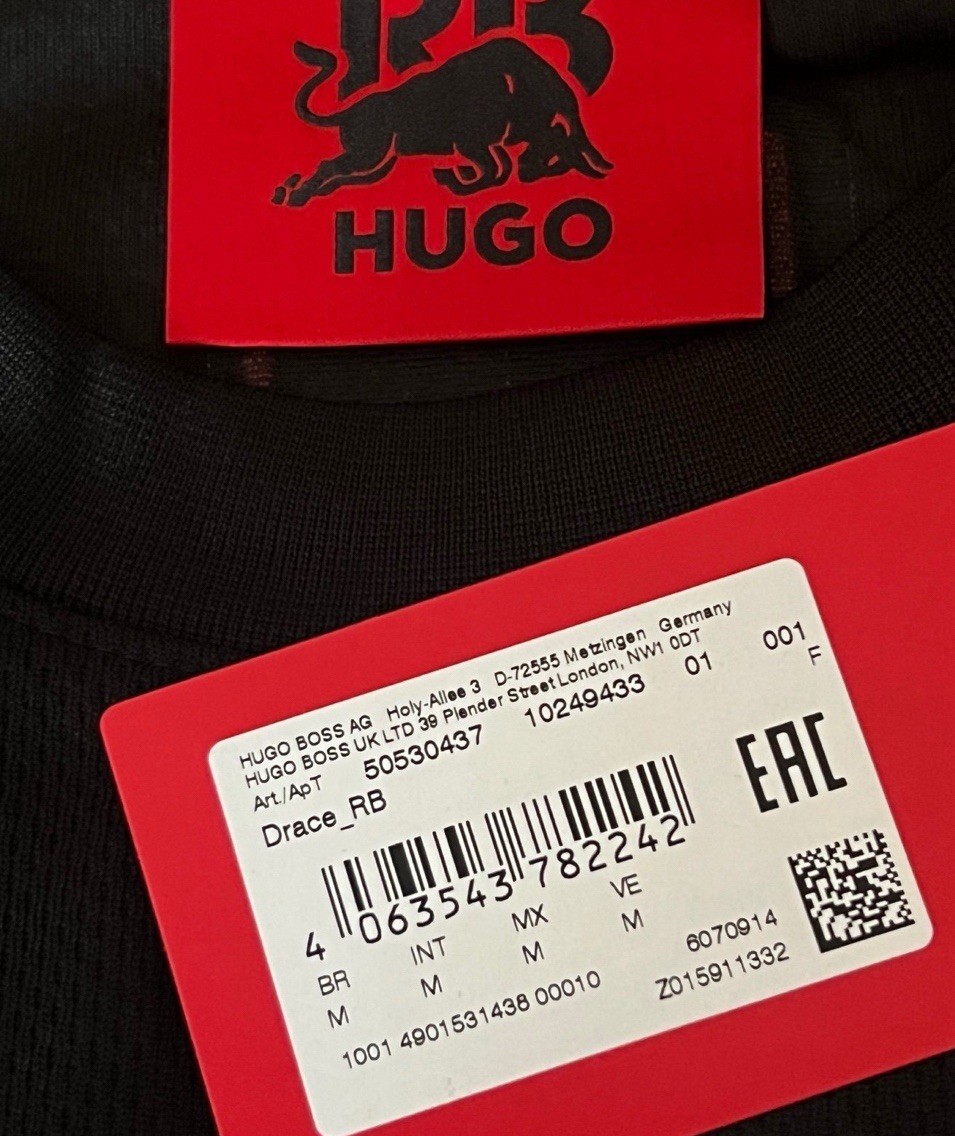 RB
HUGO
HUGO BOSS AG Holy-Allee 3 D-72555 Metzingen Germany
HUGO BOSS UK LTD 39 Plender Street London, NW1 0DT
Art./ApT 50530437 10249433 01 001
F
Drace_RB
EAC
4 063543 782242
BR INT MX VE
M M M M
6070914
1001 4901531438 00010 Z015911332